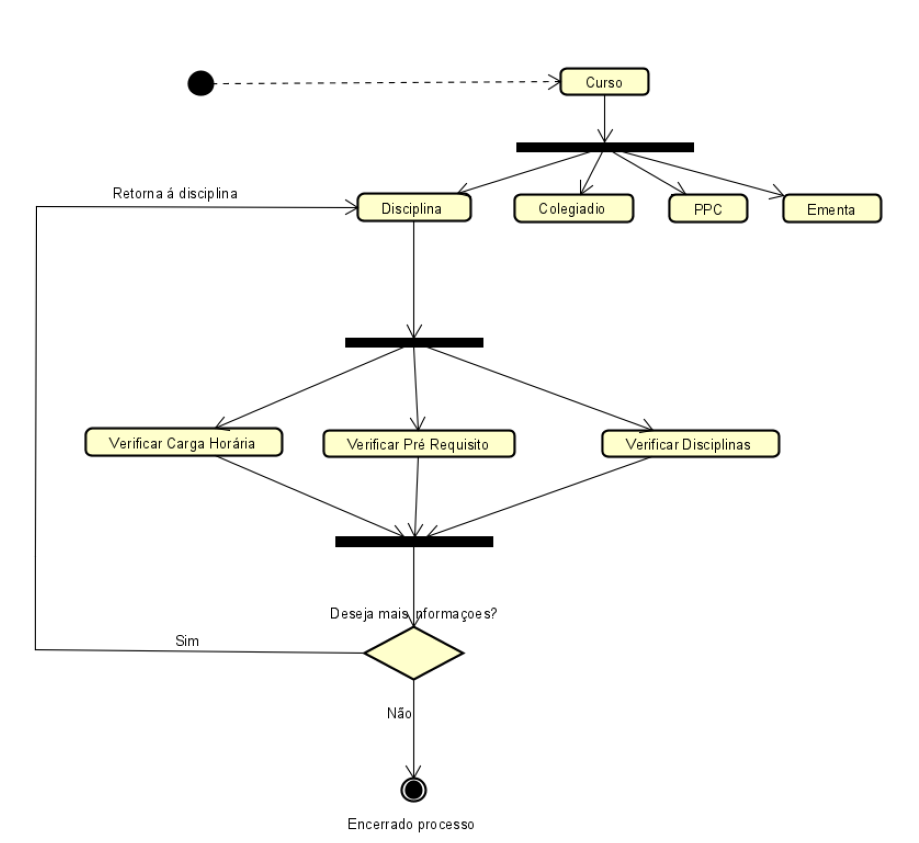 Curso
Retorna á disciplina
Disciplina
Colegiadio
PPC
Ementa
Verificar Carga Horária
Verificar Pré Requisito
Verificar Disciplinas
Deseja mais informaçoes?
Sim
Não
Encerrado processo